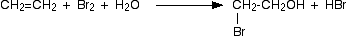 CH₂=CH₂ + Br₂ + H₂O ⟶ CH₂-CH₂OH + HBr
Br